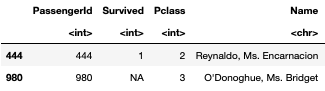 PassengerId Survived Pclass Name
<int> <int> <int> <chr>
444 444 1 2 Reynaldo, Ms. Encarnacion
980 980 NA 3 O'Donoghue, Ms. Bridget